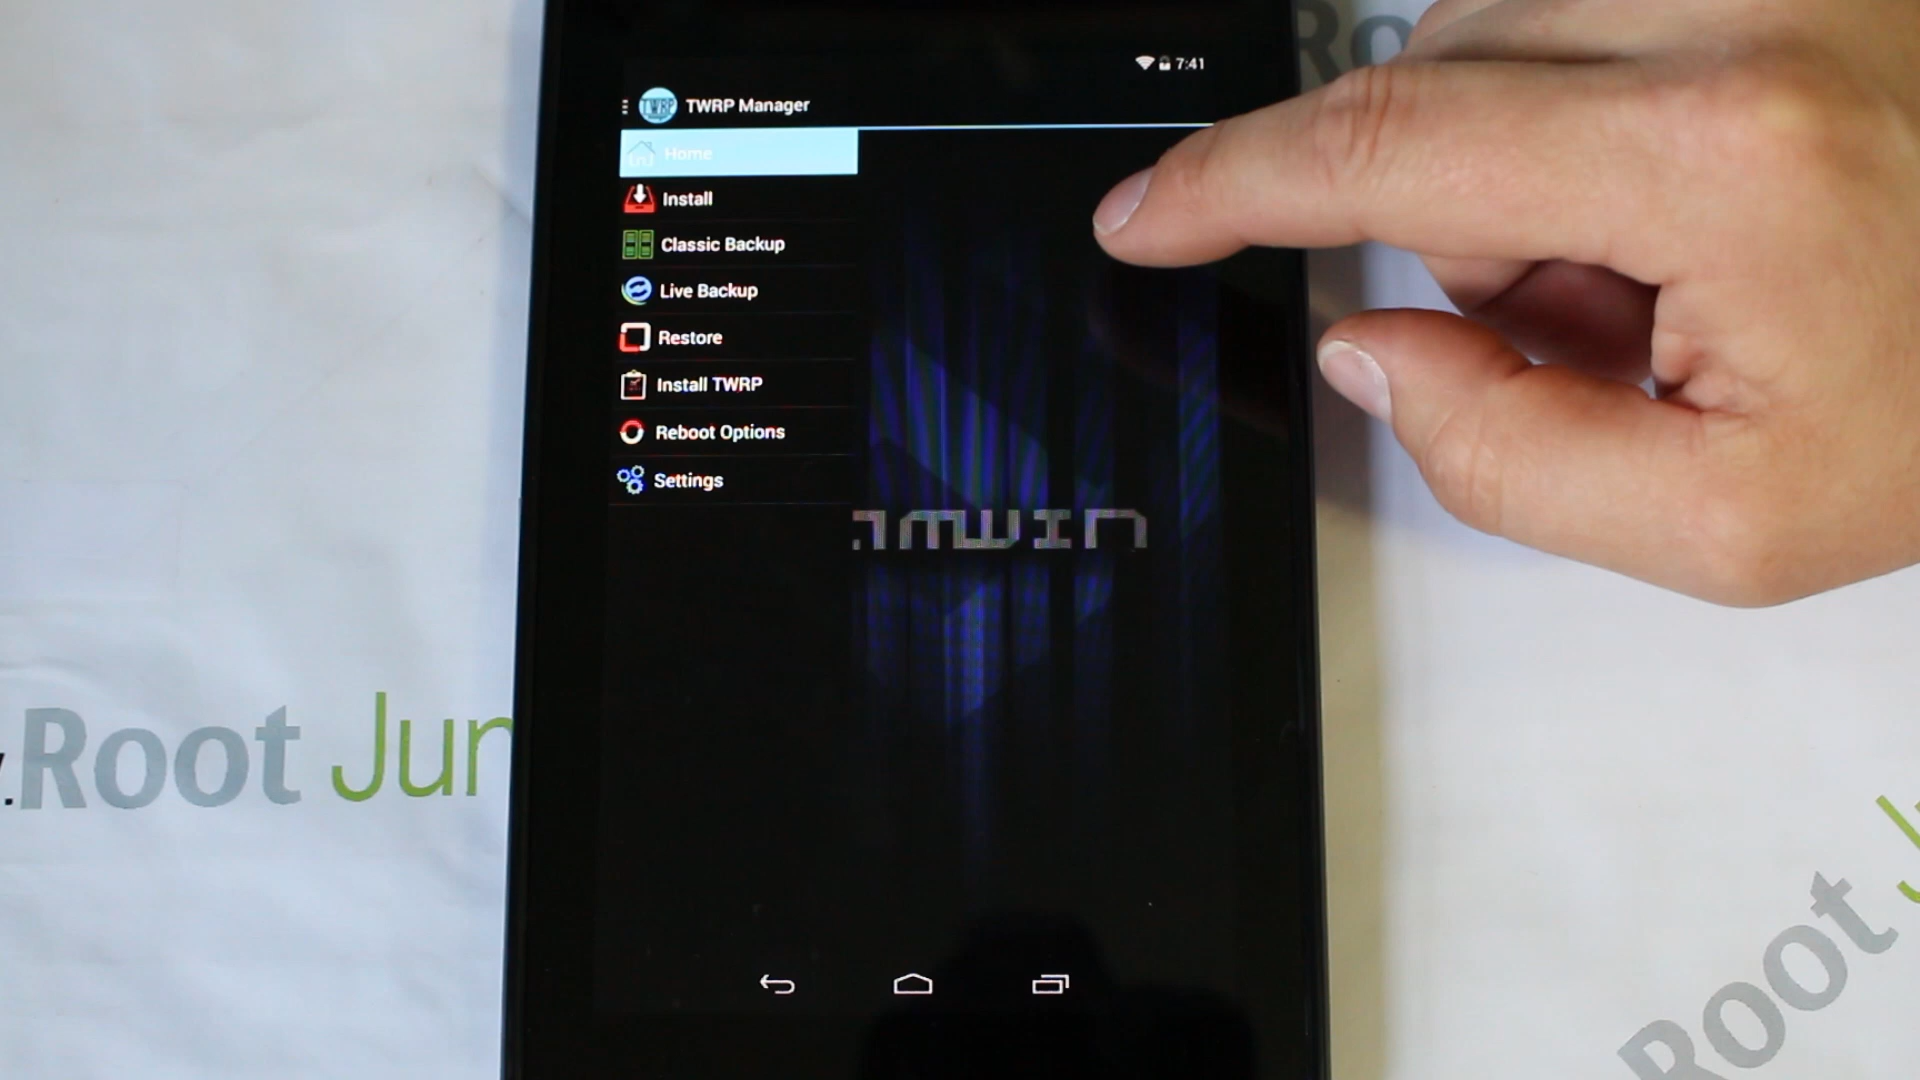 7:41
TWRP Manager
Home
Install
Classic Backup
Live Backup
Restore
Install TWRP
Reboot Options
Settings
.Root Jun
Ro
Root J